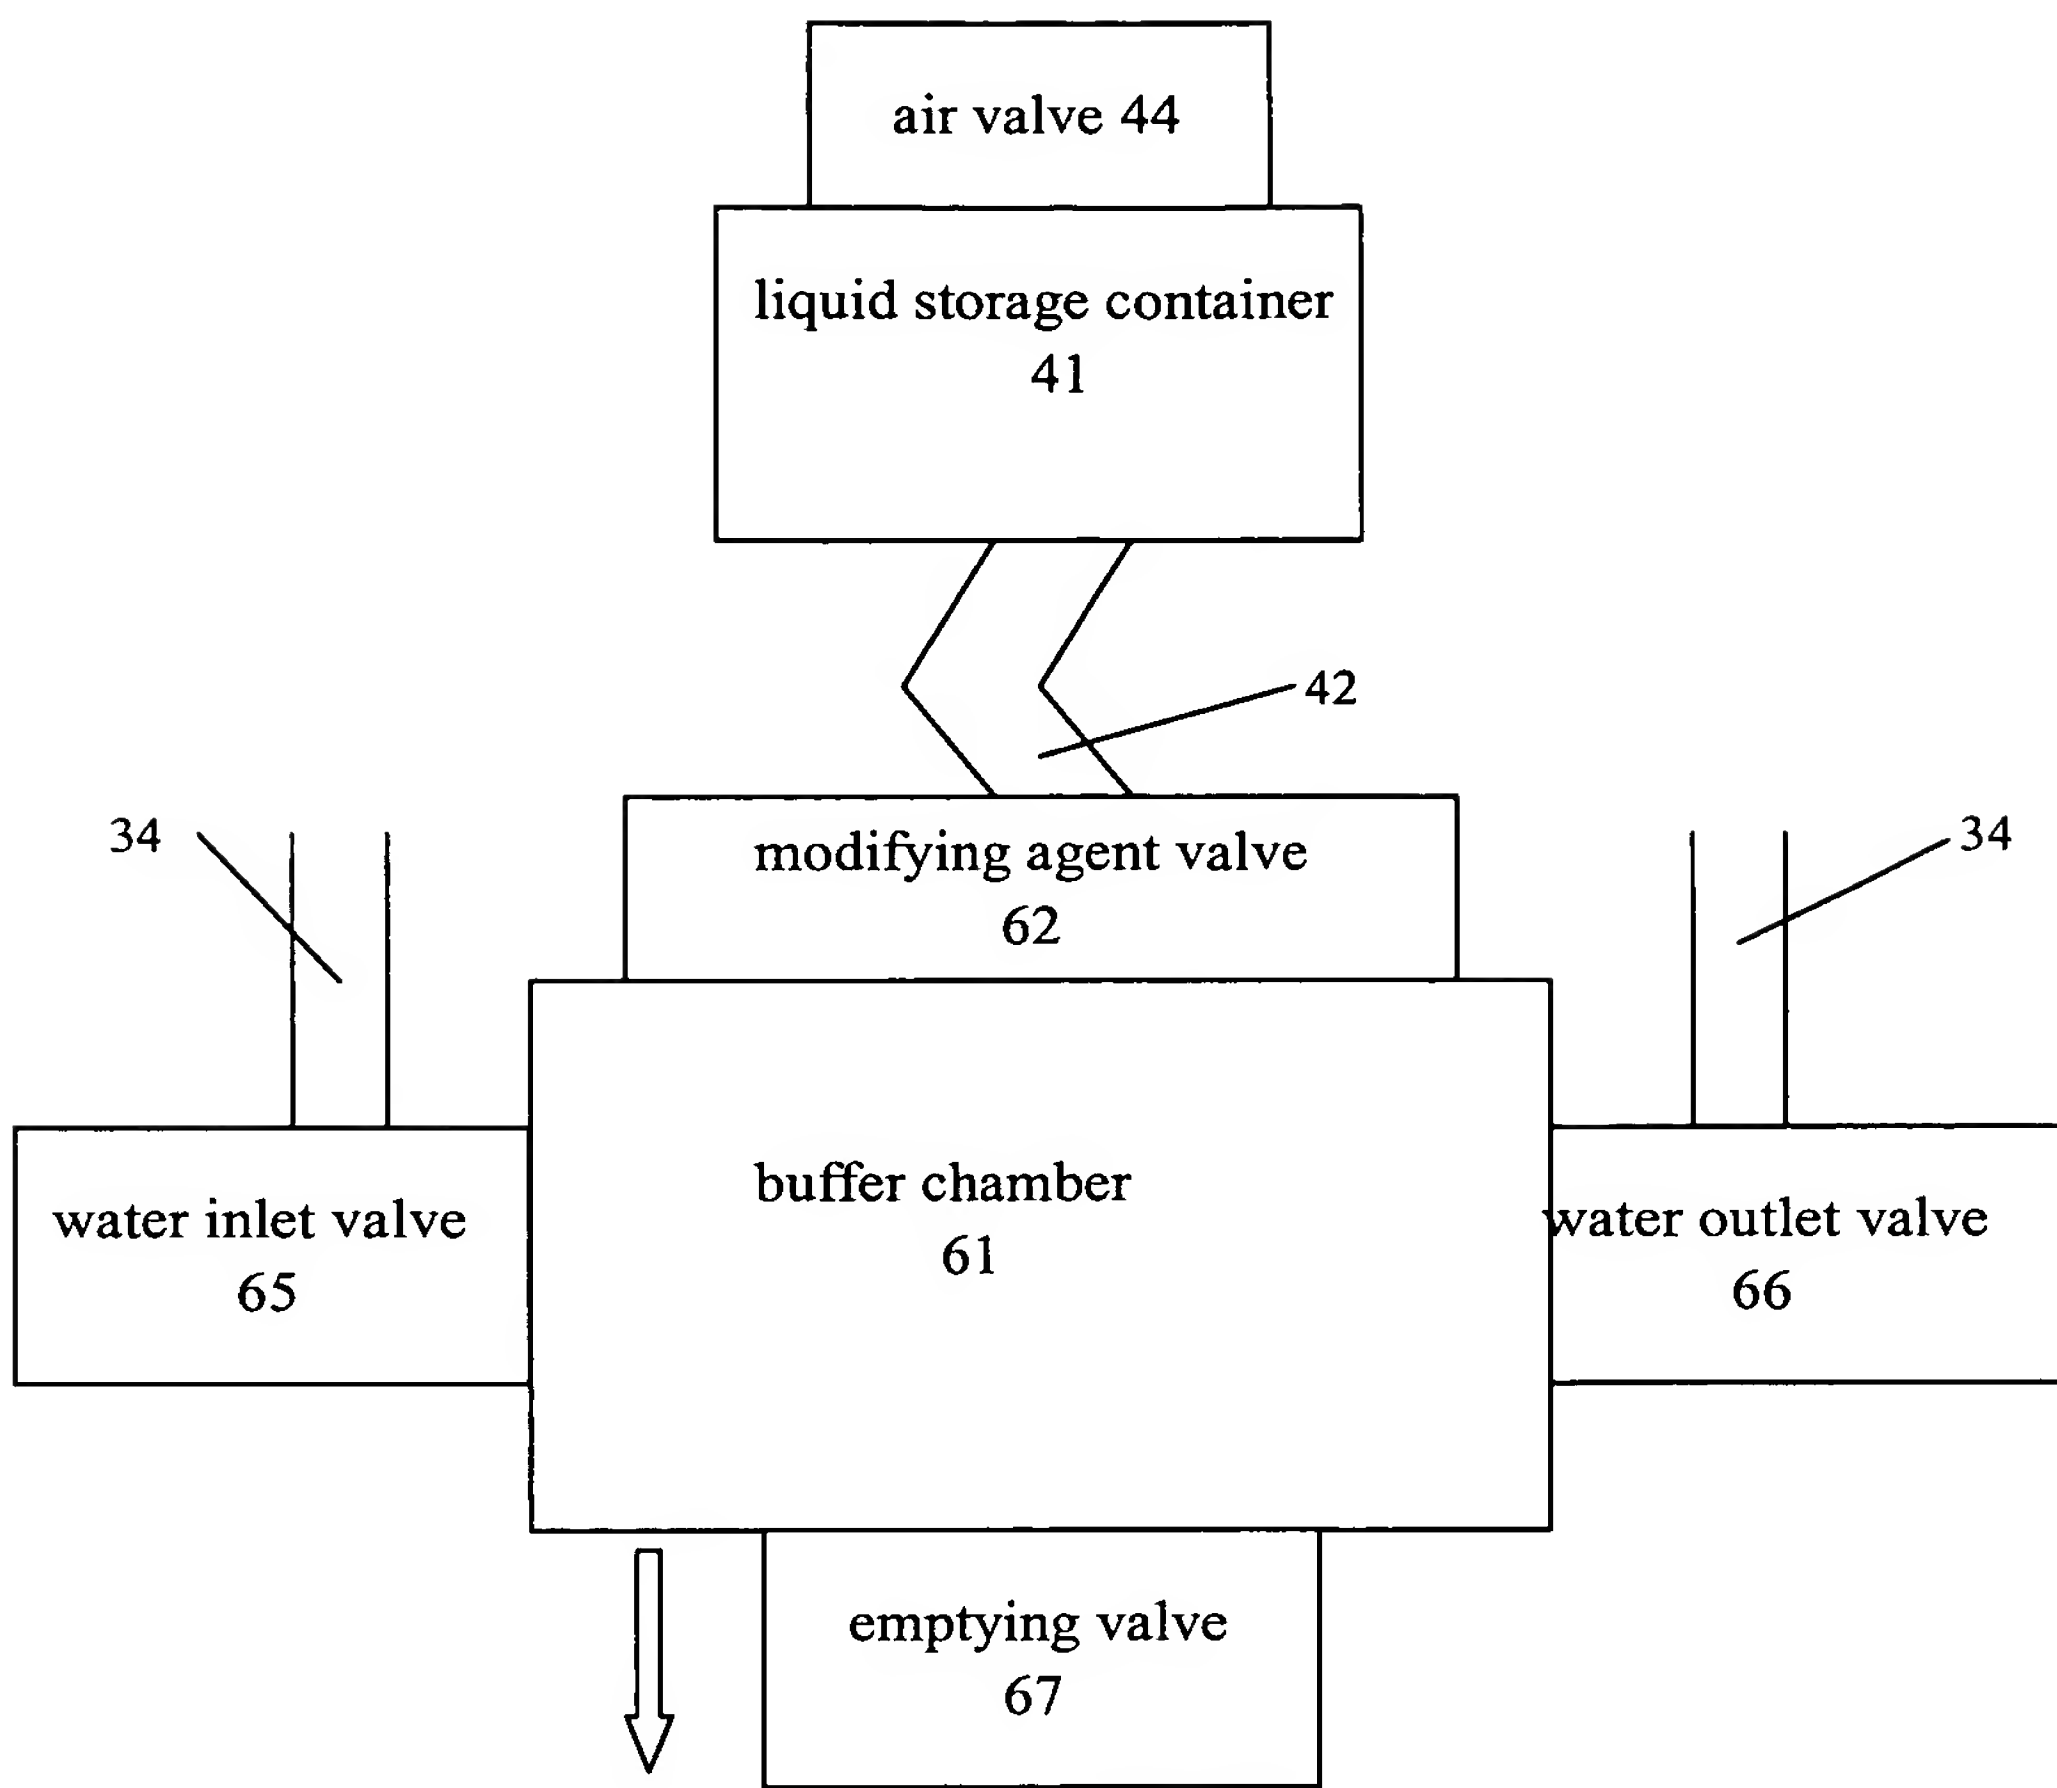 air valve 44
liquid storage container
41
42
34
modifying agent valve
62
34
buffer chamber
61
water inlet valve
65
water outlet valve
66
emptying valve
67